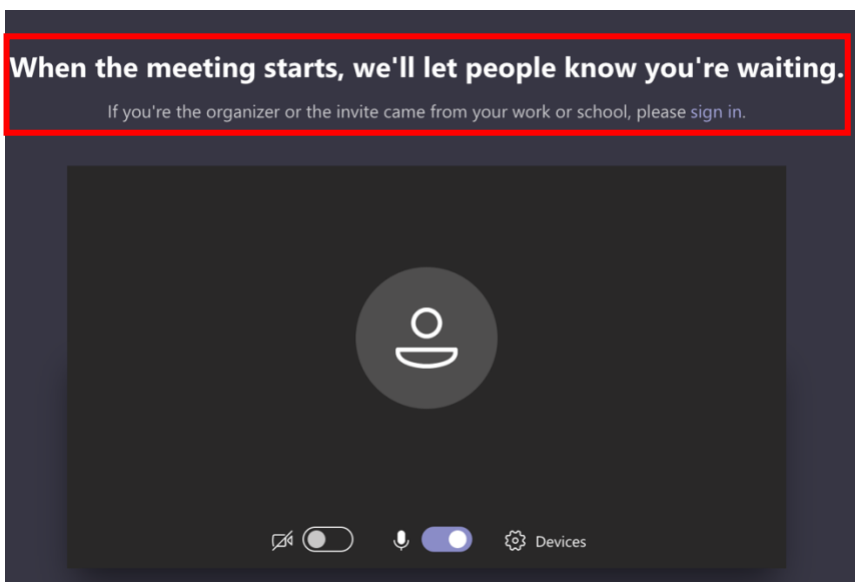 When the meeting starts, we'll let people know you're waiting.
If you're the organizer or the invite came from your work or school, please sign in.
Devices